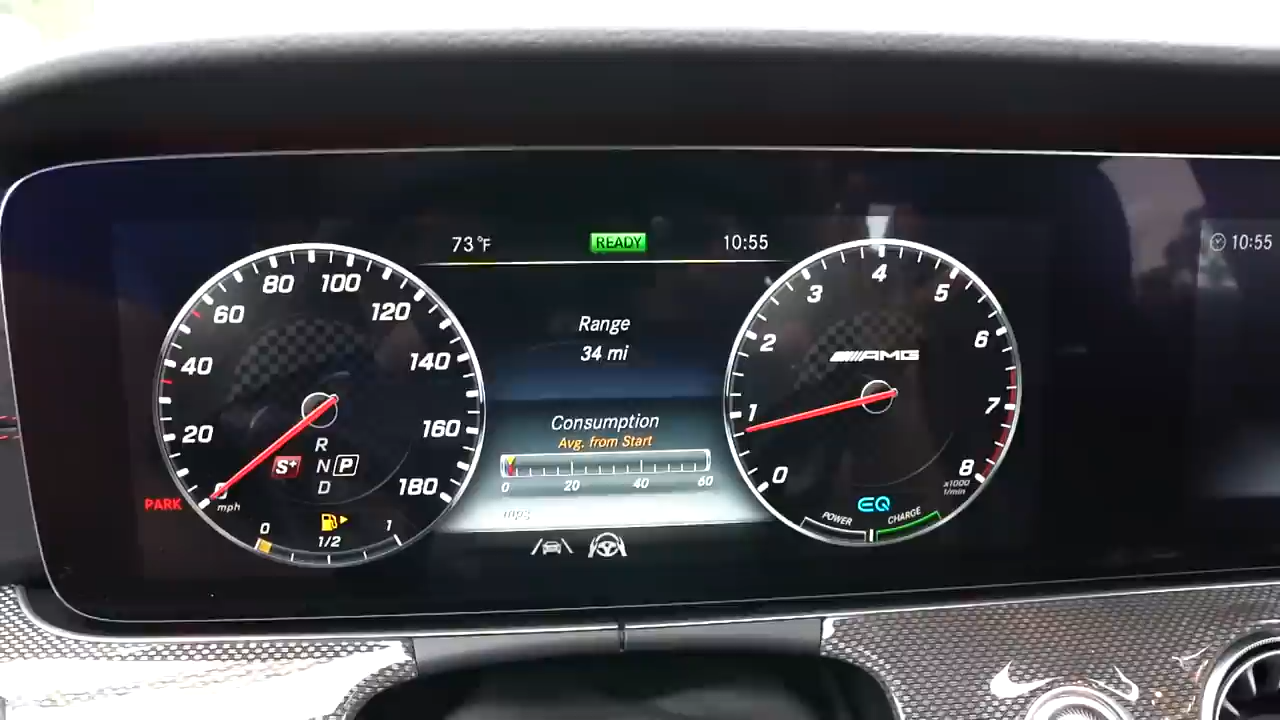 73°F
READY
10:55
10:55
Range
34 mi
Consumption
Avg. from Start
0 20 40 60
mpg
0 20 40 60 80 100 120 140 160 180
mph
R
N P
D
S+
PARK
0 1/2 1
0 1 2 3 4 5 6 7 8
x1000
1/min
AMG
EQ
POWER CHARGE